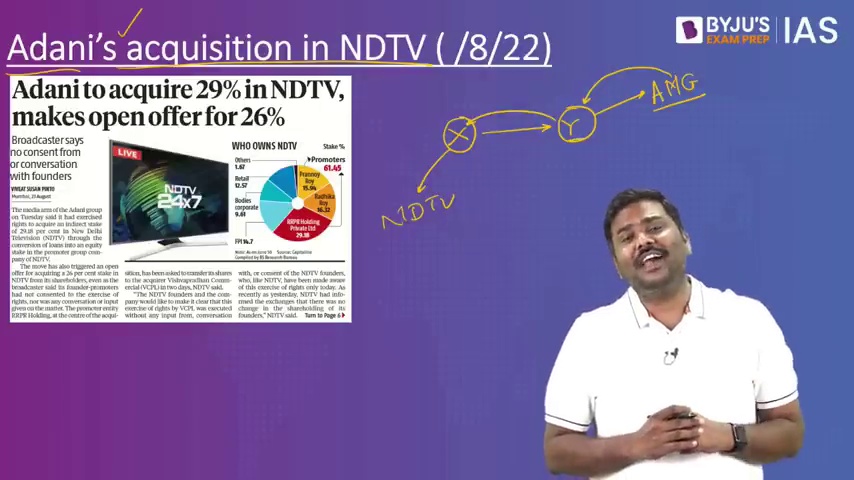 BYJU'S
EXAM PREP
IAS
Adani's acquisition in NDTV ( /8/22)
Adani to acquire 29% in NDTV,
makes open offer for 26%
Broadcaster says
no consent from
or conversation
with founders
VIVEAT SUSAN PINTO
Mumbai, 23 August
The media arm of the Adani group
on Tuesday said it had exercised
rights to acquire an indirect stake
of 29.18 per cent in New Delhi
Television (NDTV) through the
conversion of loans into an equity
stake in the promoter group com-
pany of NDTV.
The move has also triggered an open
offer for acquiring a 26 per cent stake in
NDTV from its shareholders, even as the
broadcaster said its founder-promoters
had not consented to the exercise of
rights, nor was any conversation or input
given on the matter. The promoter entity
RRPR Holding, at the centre of the acqui-
LIVE
NDTV
24x7
WHO OWNS NDTV
Stake %
Others
1.67
Retail
12.57
Bodies
corporate
9.61
FPI 14.7
Promoters
61.45
Prannoy
Roy
15.94
Radhika
Roy
16.32
RRPR Holding
Private Ltd
29.18
Note: As on June '30
Source: Capitaline
Compiled by BS Research Bureau
sition, has been asked to transfer its shares
to the acquirer Vishvapradhan Comm-
ercial (VCPL) in two days, NDTV said.
"The NDTV founders and the com-
pany would like to make it clear that this
exercise of rights by VCPL was executed
without any input from, conversation
with, or consent of the NDTV founders,
who, like NDTV, have been made aware
of this exercise of rights only today. As
recently as yesterday, NDTV had infor-
med the exchanges that there was no
change in the shareholding of its
founders," NDTV said.
Turn to Page 6
X
Y
AMG
NDTV